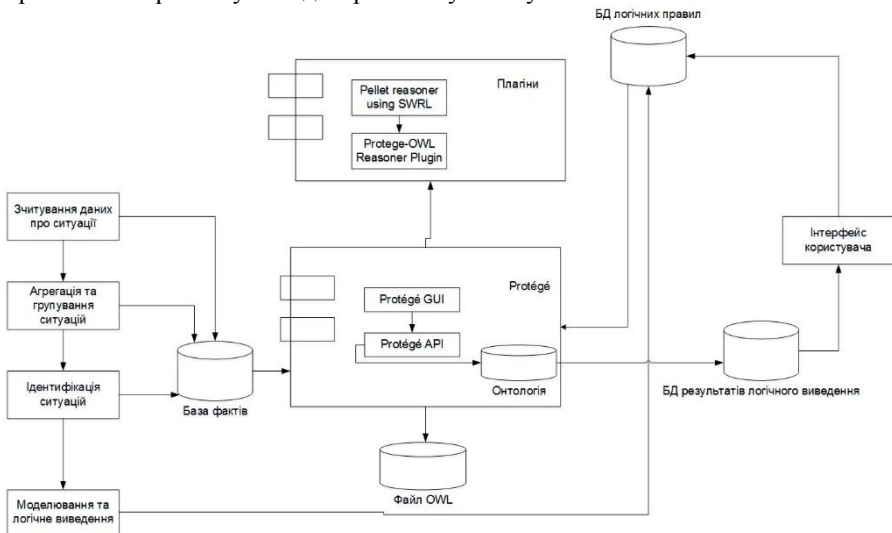 БД логічних правил
Плагіни
Pellet reasoner
using SWRL
Protege-OWL
Reasoner Plugin
Зчитування даних
про ситуації
Інтерфейс
користувача
Protégé
Агрегація та
групування
ситуацій
Protégé GUI
Protégé API
Ідентифікація
ситуацій
База фактів
Онтологія
БД результатів логічного виведення
Файл OWL
Моделювання та
логічне виведення